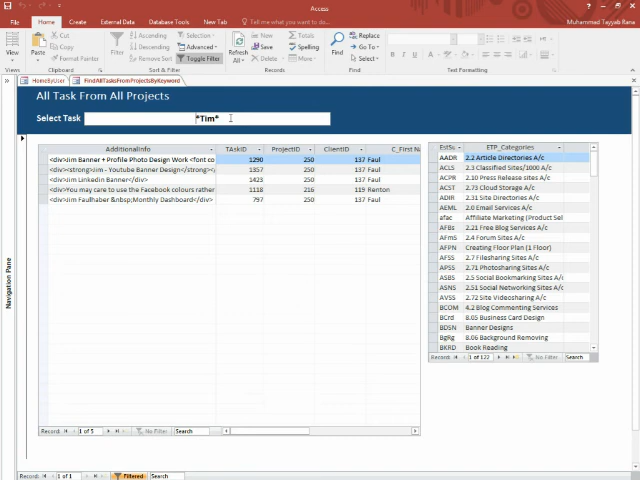 Access
Muhammad Tayyab Rana
File
Home
Create
External Data
Database Tools
New Tab
Tell me what you want to do...
View
Paste
Cut
Copy
Format Painter
Filter
Ascending
Descending
Remove Sort
Selection
Advanced
Toggle Filter
Refresh All
New
Save
Delete
Totals
Spelling
More
Find
Replace
Go To
Select
Views
Clipboard
Sort & Filter
Records
Find
Text Formatting
HomeByUser
FindAllTasksFromProjectsByKeyword
All Task From All Projects
Select Task
*Tim*
AdditionalInfo TAskID ProjectID ClientID C_First Na
<div>im Banner + Profile Photo Design Work <font co 1290 250 137 Faul
<div><strong>im - Youtube Banner Design</strong>< 1357 250 137 Faul
<div>im Linkedin Banner</div> 1423 250 137 Faul
<div>You may care to use the Facebook colours rather 1118 216 119 Renton
<div>im Faulhaber &nbsp;Monthly Dashboard</div> 797 250 137 Faul
EstSu ETP_Categories
AADR 2.2 Article Directories A/c
ACLS 2.3 Classified Sites/1000 A/c
ACPR 2.10 Press Release sites A/c
ACST 2.73 Cloud Storage A/c
ADIR 2.31 Site Directories A/c
AEML 2.0 Email Services A/c
afac Affiliate Marketing (Product Sel
AFBs 2.21 Free Blog Services A/c
AFmS 2.4 Forum Sites A/c
AFPN Creating Floor Plan (1 Floor)
AFSS 2.7 Filesharing Sites A/c
APSS 2.71 Photosharing Sites A/c
ASBS 2.5 Social Bookmarking Sites A/c
ASNS 2.51 Social Networking Sites A/c
AVSS 2.72 Site Videosharing A/c
BCOM 4.2 Blog Commenting Services
BCrd 8.05 Business Card Design
BDSN Banner Designs
BgRg 8.06 Background Removing
BKRD Book Reading
Record: 1 of 122 No Filter Search
Record: 1 of 5 No Filter Search
Navigation Pane
Record: 1 of 1 Filtered Search